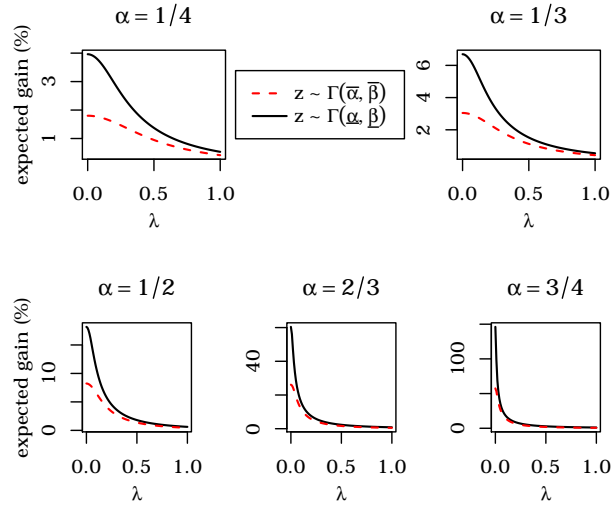 α = 1/4
α = 1/3
expected gain (%)
1
3
0.0 0.5 1.0
λ
z ~ Γ(α̅, β̅)
z ~ Γ(α̲, β̲)
2
4
6
0.0 0.5 1.0
λ
α = 1/2
α = 2/3
α = 3/4
expected gain (%)
0
10
0.0 0.5 1.0
λ
0
40
0.0 0.5 1.0
λ
0
100
0.0 0.5 1.0
λ